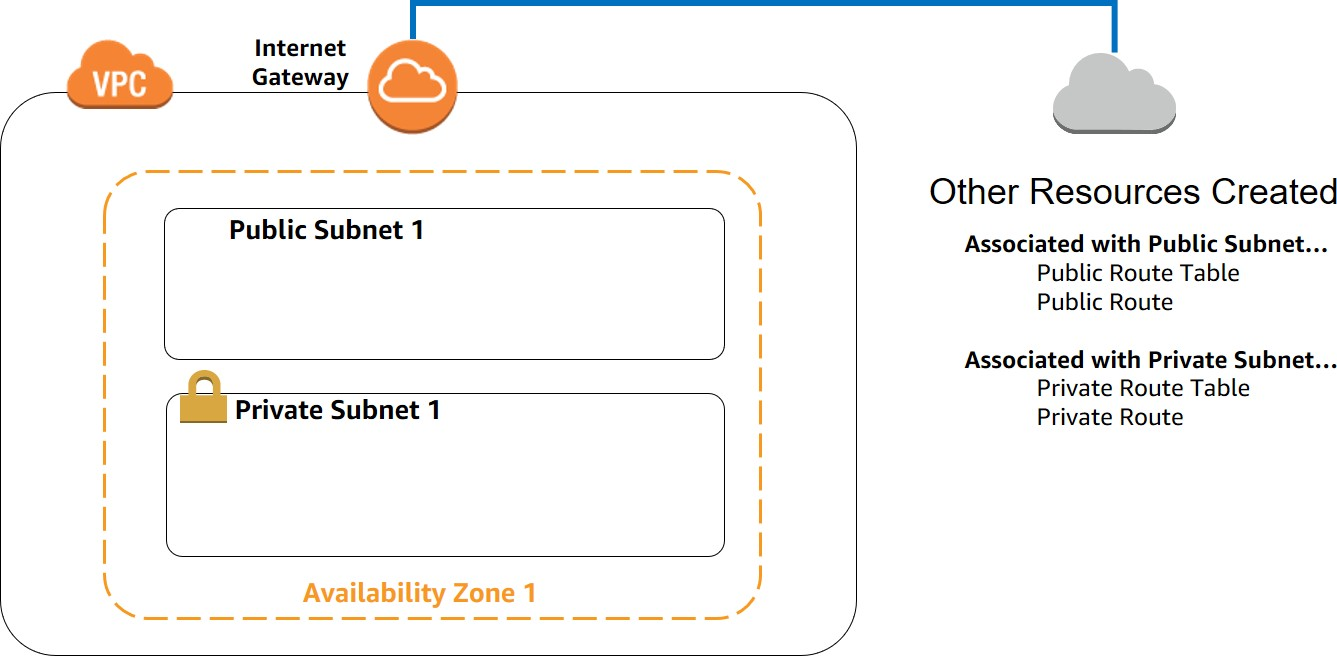 VPC
Internet
Gateway
Public Subnet 1
Private Subnet 1
Availability Zone 1
Other Resources Created
Associated with Public Subnet…
Public Route Table
Public Route
Associated with Private Subnet…
Private Route Table
Private Route